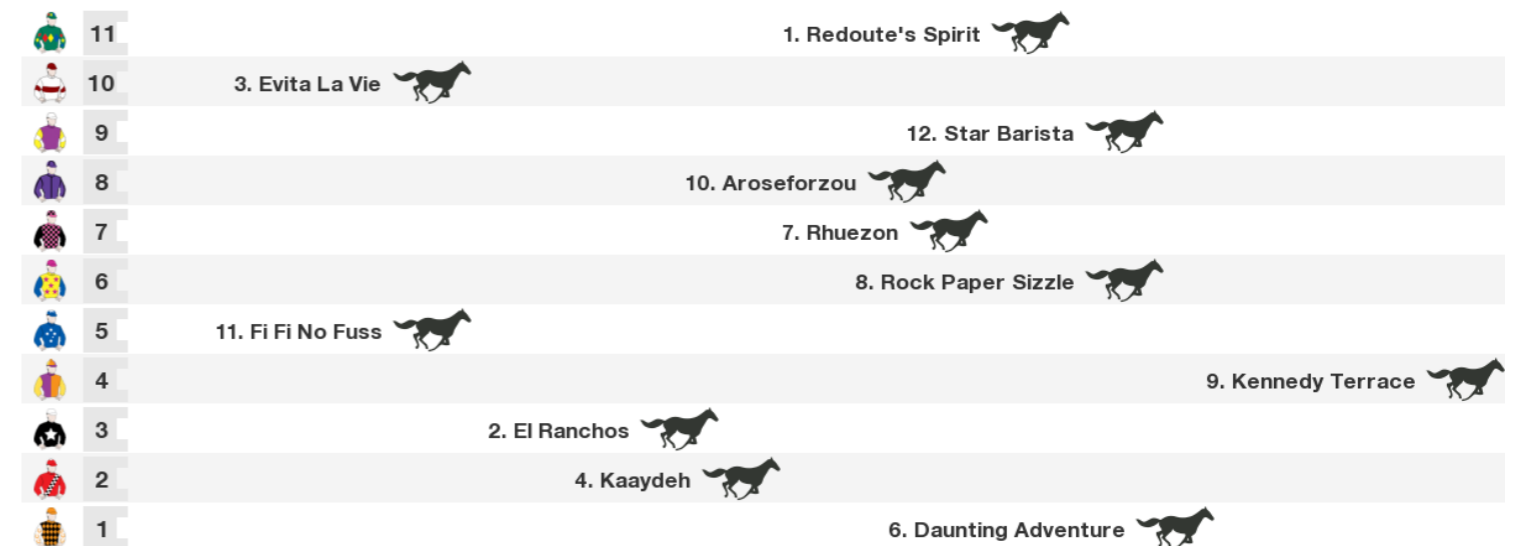 11 1. Redoute's Spirit
10 3. Evita La Vie
9 12. Star Barista
8 10. Aroseforzou
7 7. Rhuezon
6 8. Rock Paper Sizzle
5 11. Fi Fi No Fuss
4 9. Kennedy Terrace
3 2. El Ranchos
2 4. Kaaydeh
1 6. Daunting Adventure